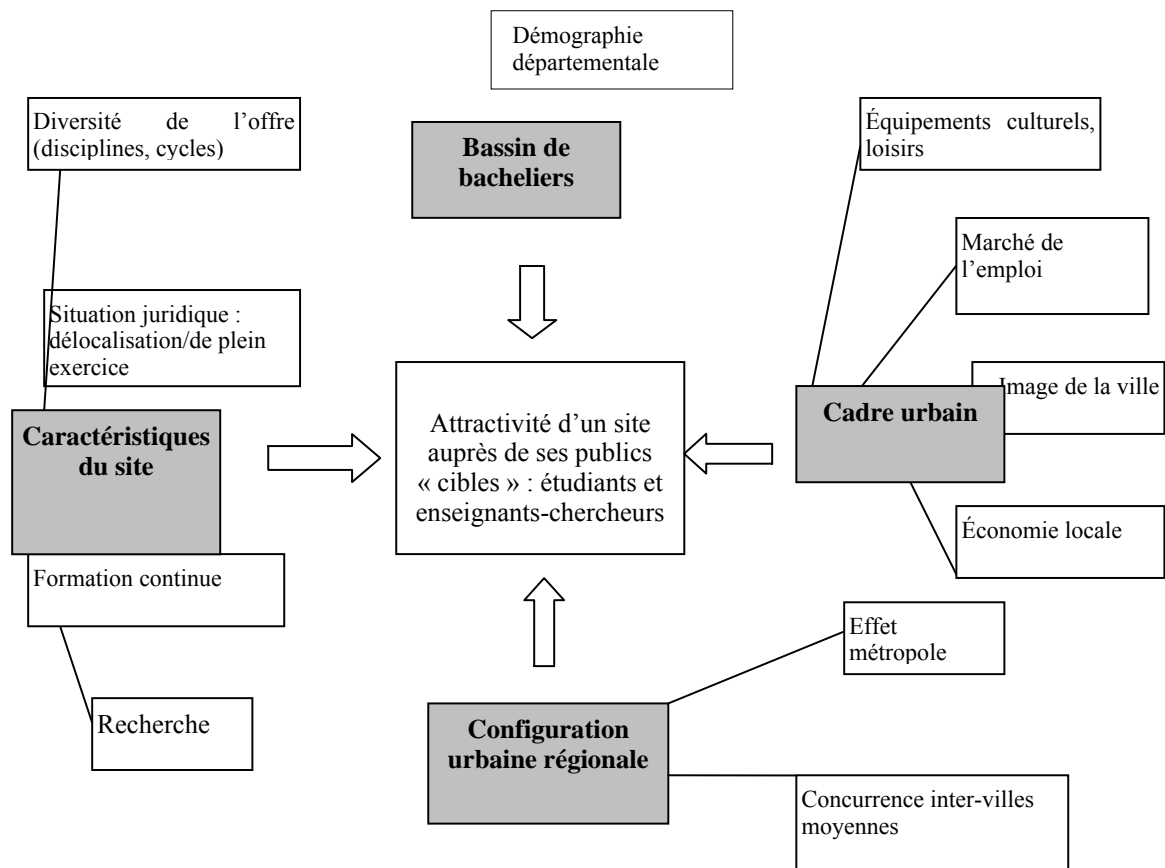 Démographie
départementale
Diversité de l’offre
(disciplines, cycles)
Bassin de
bacheliers
Équipements culturels,
loisirs
Marché de
l’emploi
Situation juridique :
délocalisation/de plein
exercice
Image de la ville
Caractéristiques
du site
Attractivité d’un site
auprès de ses publics
« cibles » : étudiants et
enseignants-chercheurs
Cadre urbain
Économie locale
Formation continue
Effet
métropole
Recherche
Configuration
urbaine régionale
Concurrence inter-villes
moyennes